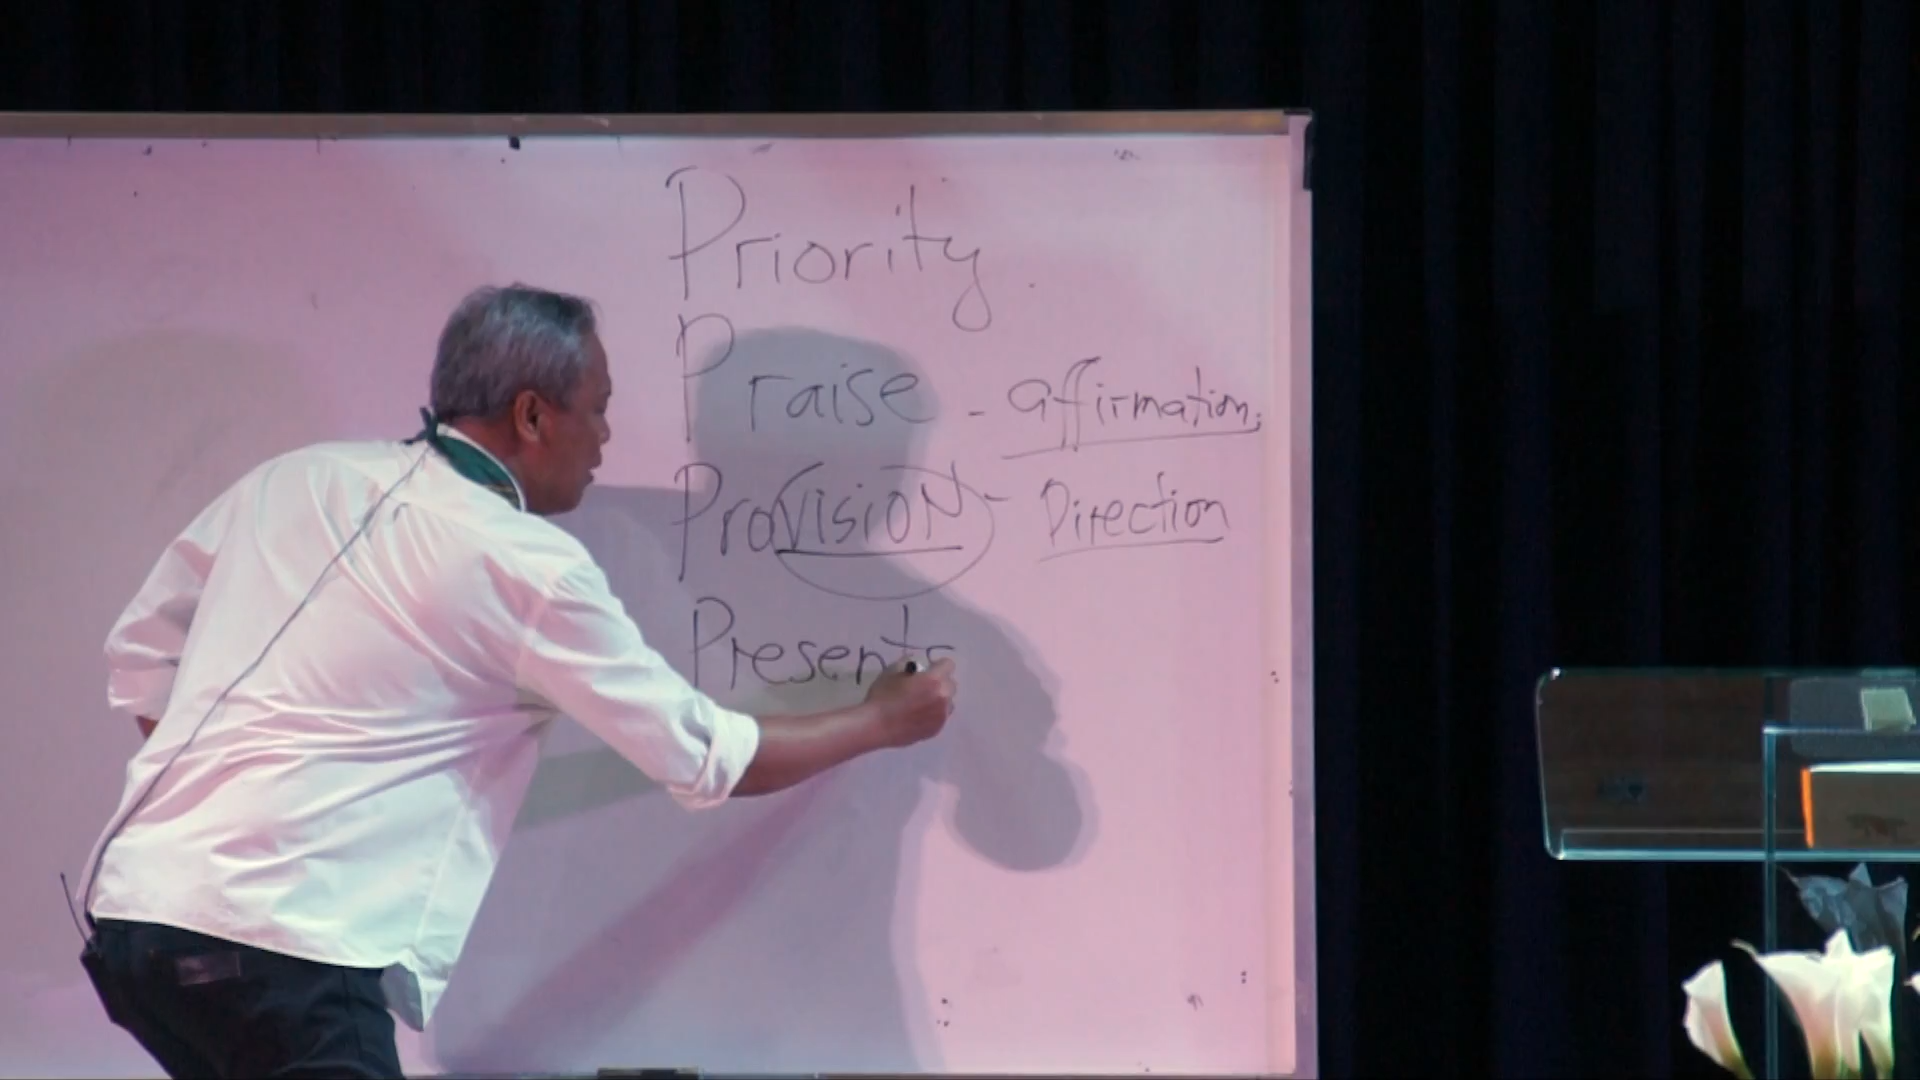 Priority.
Praise - affirmation.
ProVISION - Direction
Presents